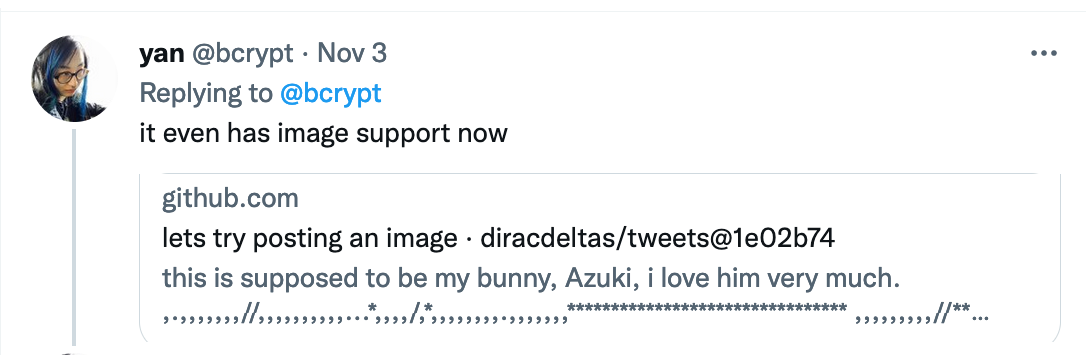 yan @bcrypt · Nov 3
Replying to @bcrypt
it even has image support now
github.com
lets try posting an image · diracdeltas/tweets@1e02b74
this is supposed to be my bunny, Azuki, i love him very much.